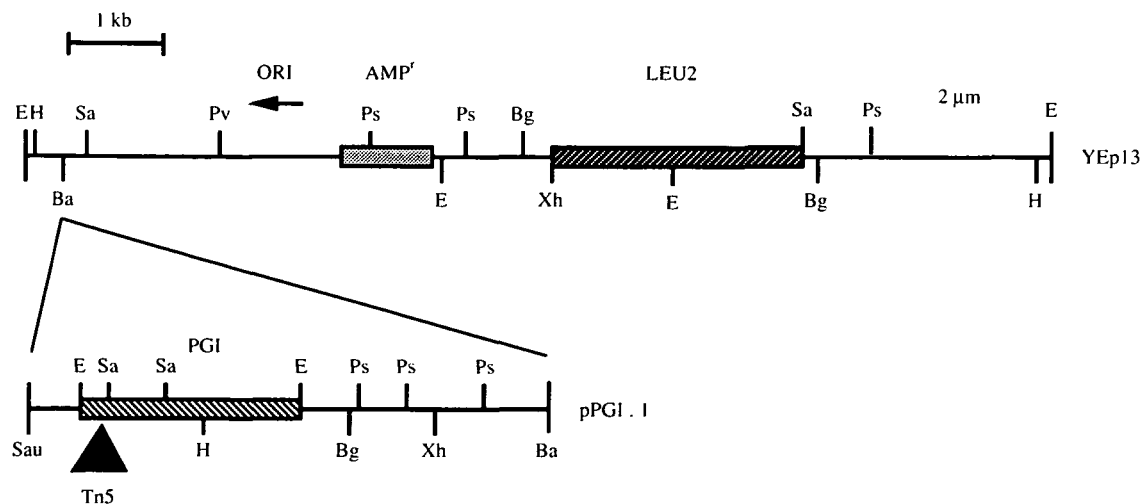 1 kb
ORI AMPʳ LEU2
E H Sa Pv Ps Ps Bg Sa Ps 2 μm E
YEp13
Ba E Xh E Bg H
PGI
E Sa Sa E Ps Ps Ps
pPGI . 1
Sau H Bg Xh Ba
Tn5